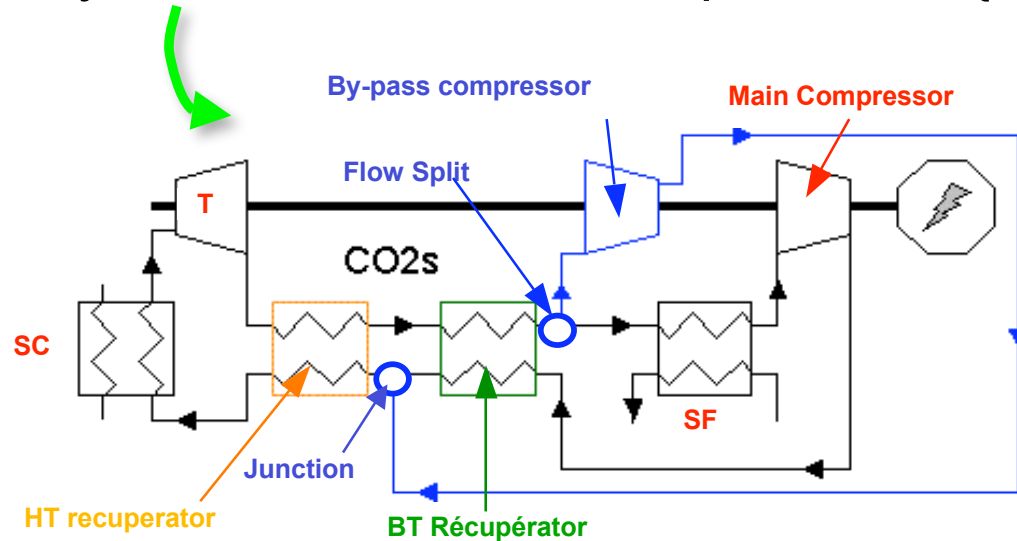 By-pass compressor
Main Compressor
Flow Split
T
CO2s
SC
SF
Junction
HT recuperator
BT Récupérator